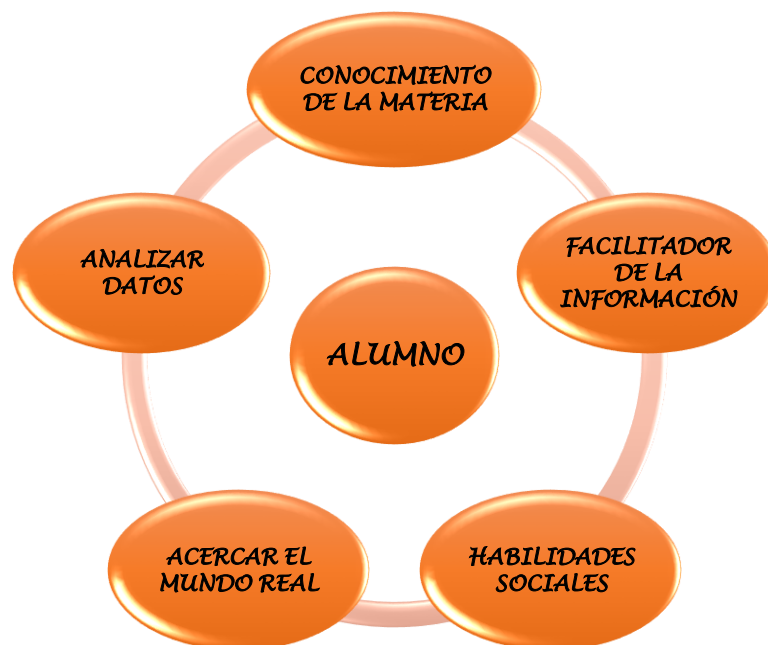 CONOCIMIENTO
DE LA MATERIA
FACILITADOR
DE LA
INFORMACIÓN
HABILIDADES
SOCIALES
ACERCAR EL
MUNDO REAL
ANALIZAR
DATOS
ALUMNO